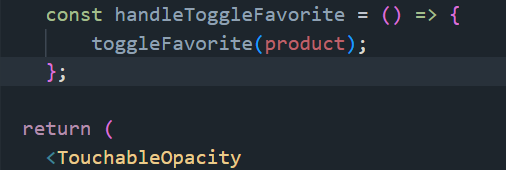 const handleToggleFavorite = () => {
toggleFavorite(product);
};
return (
<TouchableOpacity